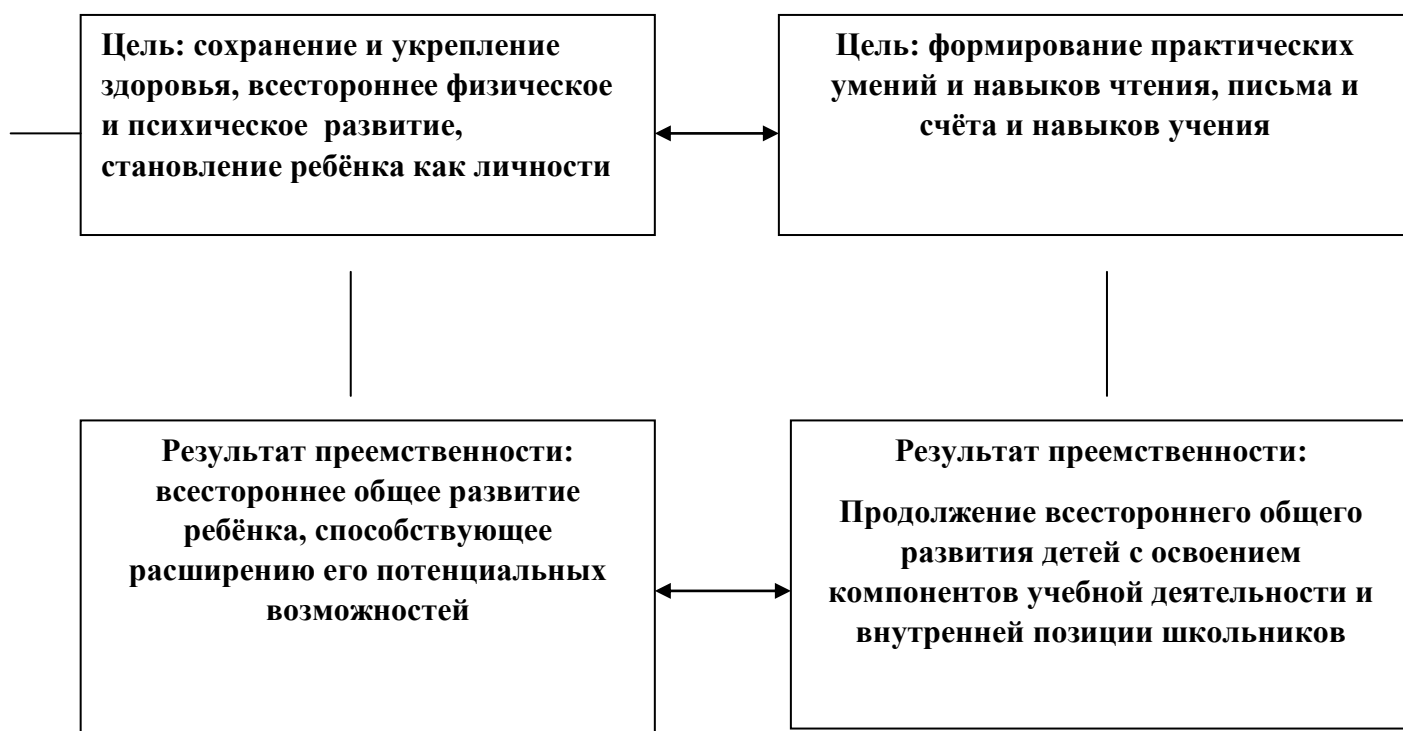 Цель: сохранение и укрепление
здоровья, всестороннее физическое
и психическое развитие,
становление ребёнка как личности
Цель: формирование практических
умений и навыков чтения, письма и
счёта и навыков учения
Результат преемственности:
всестороннее общее развитие
ребёнка, способствующее
расширению его потенциальных
возможностей
Результат преемственности:
Продолжение всестороннего общего
развития детей с освоением
компонентов учебной деятельности и
внутренней позиции школьников